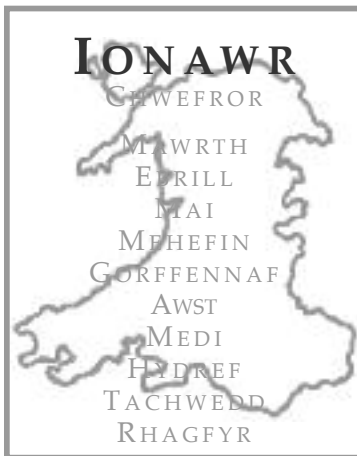 IONAWR
CHWEFROR
MAWRTH
EBRILL
MAI
MEHEFIN
GORFFENNAF
AWST
MEDI
HYDREF
TACHWEDD
RHAGFYR